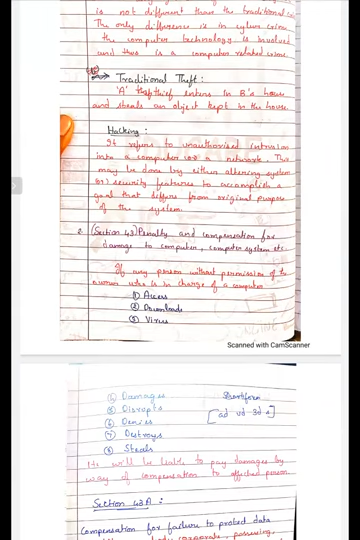 is not different than the traditional
The only difference is in cyber crime
the computer technology is involved
and thus is a computer related crime
Traditional Theft :
'A' thief enters in B's house
and steals an object kept in the house.
Hacking :
It refers to unauthorised intrusion
into a computer or a network. This
may be done by either altering system
(or) security features to accomplish a
goal that differs from original purpose
of the system.
2. (Section 43) Penalty and compensation for
damage to computer, computer system etc
If any person without permission of the
who is in charge of a computer
① Access
② Downloads
③ Virus
Scanned with CamScanner
Damages
⑤ Disrupts
⑥ Denies
⑦ Destroys
⑧ Steals
Shortform
[ad vd 3d s]
He will be liable to pay damages by
way of compensation to affected person
Section 43A :
Compensation for failure to protect data
corporate, possessing,